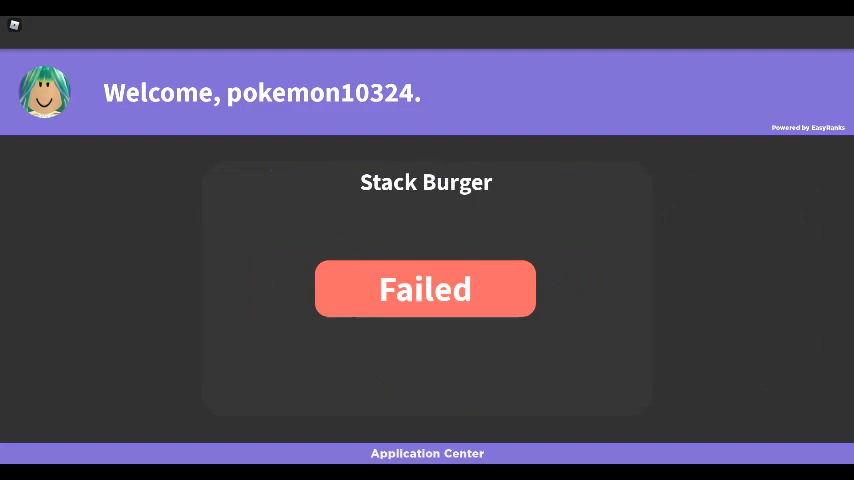 Welcome, pokemon10324.
Powered by EasyRanks
Stack Burger
Failed
Application Center